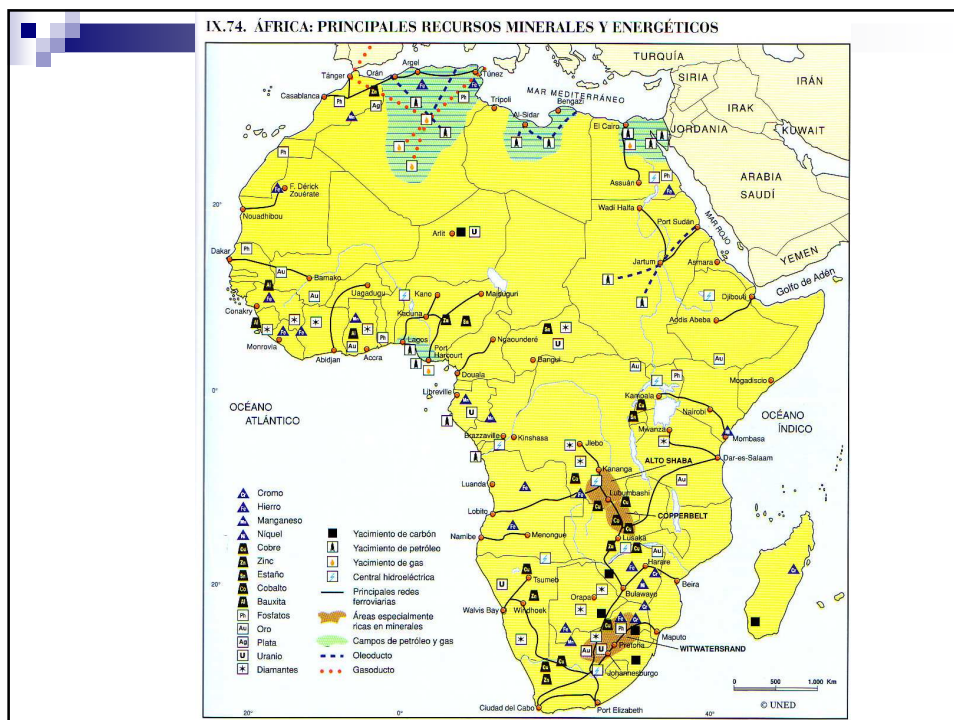 IX.74. ÁFRICA: PRINCIPALES RECURSOS MINERALES Y ENERGÉTICOS
TURQUÍA
SIRIA
IRÁN
IRAK
JORDANIA
KUWAIT
ARABIA
SAUDÍ
YEMEN
MAR MEDITERRÁNEO
MAR ROJO
Golfo de Adén
Tánger
Orán
Argel
Túnez
Casablanca
Trípoli
Bengazi
Al-Sidar
El Cairo
Assuán
F. Dérick
Zouérate
Nouadhibou
20°
Wadi Halfa
Port Sudán
Arlit
Dakar
Bamako
Jartum
Asmara
Uagadugu
Kano
Maiduguri
Djibouti
Conakry
Kaduna
Addis Abeba
Monrovia
Abidjan
Accra
Lagos
Port
Harcourt
Ngaounderé
Bangui
Douala
Mogadiscio
0°
Libreville
Kampala
OCÉANO
ATLÁNTICO
Nairobi
OCÉANO
ÍNDICO
Brazzaville
Kinshasa
Mwanza
Mombasa
Jlebo
Dar-es-Salaam
Kananga
ALTO SHABA
Luanda
Lubumbashi
Lobito
COPPERBELT
Namibe
Menongue
Lusaka
Harare
20°
Tsumeb
Beira
Orapa
Bulawayo
Walvis Bay
Windhoek
Maputo
Pretoria
WITWATERSRAND
Johannesburgo
Ciudad del Cabo
Port Elizabeth
Cromo
Hierro
Manganeso
Níquel
Cobre
Zinc
Estaño
Cobalto
Bauxita
Fosfatos
Oro
Plata
Uranio
Diamantes
Yacimiento de carbón
Yacimiento de petróleo
Yacimiento de gas
Central hidroeléctrica
Principales redes
ferroviarias
Áreas especialmente
ricas en minerales
Campos de petróleo y gas
Oleoducto
Gasoducto
0 500 1.000 Km
© UNED
20° 0° 40°